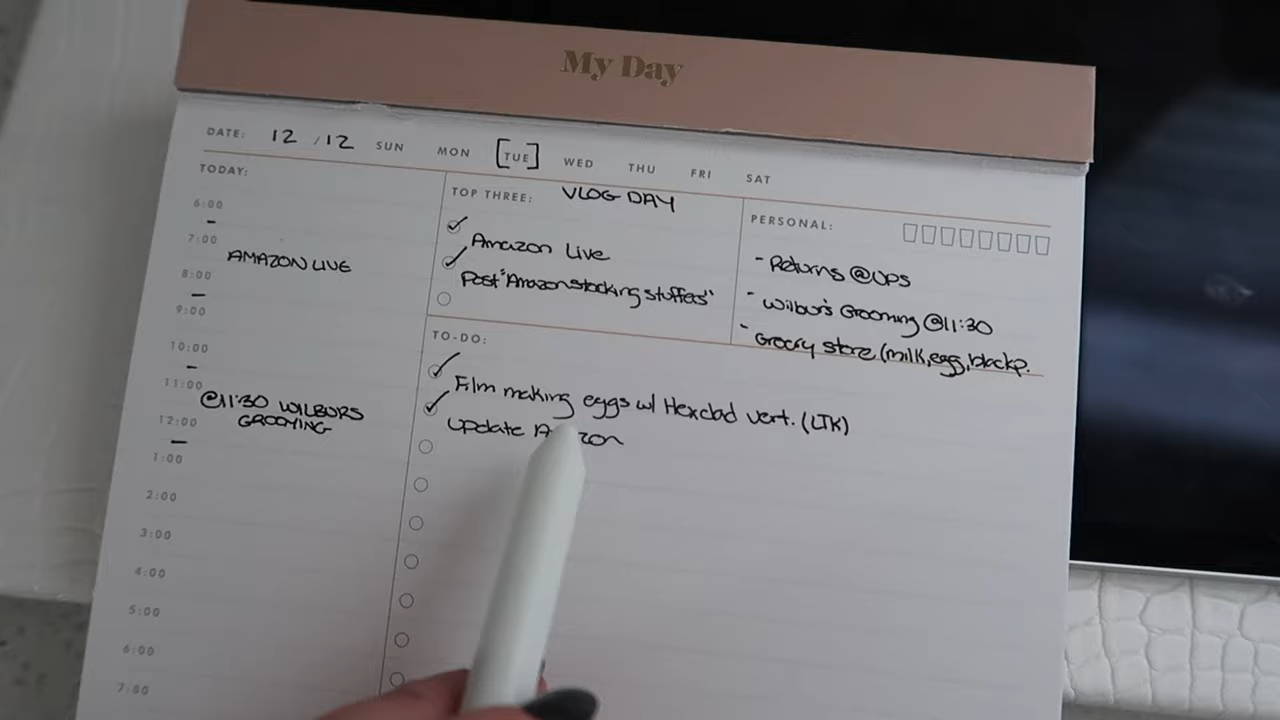 My Day
DATE: 12 / 12 SUN MON [TUE] WED THU FRI SAT
TODAY:
6:00
7:00
AMAZON LIVE
8:00
9:00
10:00
11:00
@11:30 WILBURS
GROOMING
12:00
1:00
2:00
3:00
4:00
5:00
6:00
7:00
TOP THREE: VLOG DAY
Amazon Live
Post "Amazon stocking stuffers"
TO-DO:
Film making eggs w/ Hexclad vert. (LTK)
Update
PERSONAL:
- Returns @UPS
- Wilbur's Grooming @11:30
- Grocery store (milk, egg, blackp.